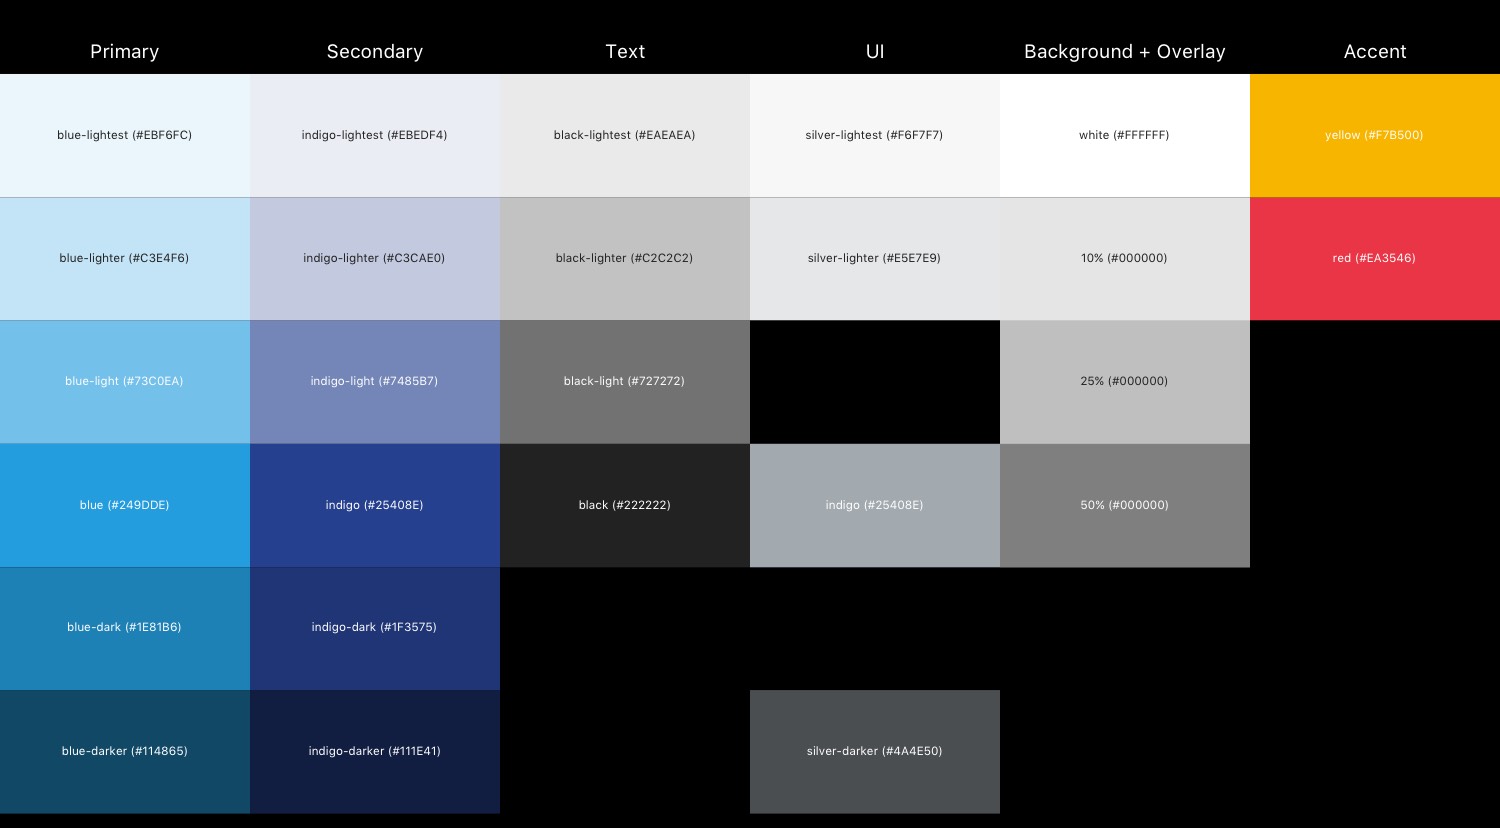 Primary
Secondary
Text
UI
Background + Overlay
Accent
blue-lightest (#EBF6FC)
indigo-lightest (#EBEDF4)
black-lightest (#EAEAEA)
silver-lightest (#F6F7F7)
white (#FFFFFF)
yellow (#F7B500)
blue-lighter (#C3E4F6)
indigo-lighter (#C3CAE0)
black-lighter (#C2C2C2)
silver-lighter (#E5E7E9)
10% (#000000)
red (#EA3546)
blue-light (#73C0EA)
indigo-light (#7485B7)
black-light (#727272)
25% (#000000)
blue (#249DDE)
indigo (#25408E)
black (#222222)
indigo (#25408E)
50% (#000000)
blue-dark (#1E81B6)
indigo-dark (#1F3575)
blue-darker (#114865)
indigo-darker (#111E41)
silver-darker (#4A4E50)